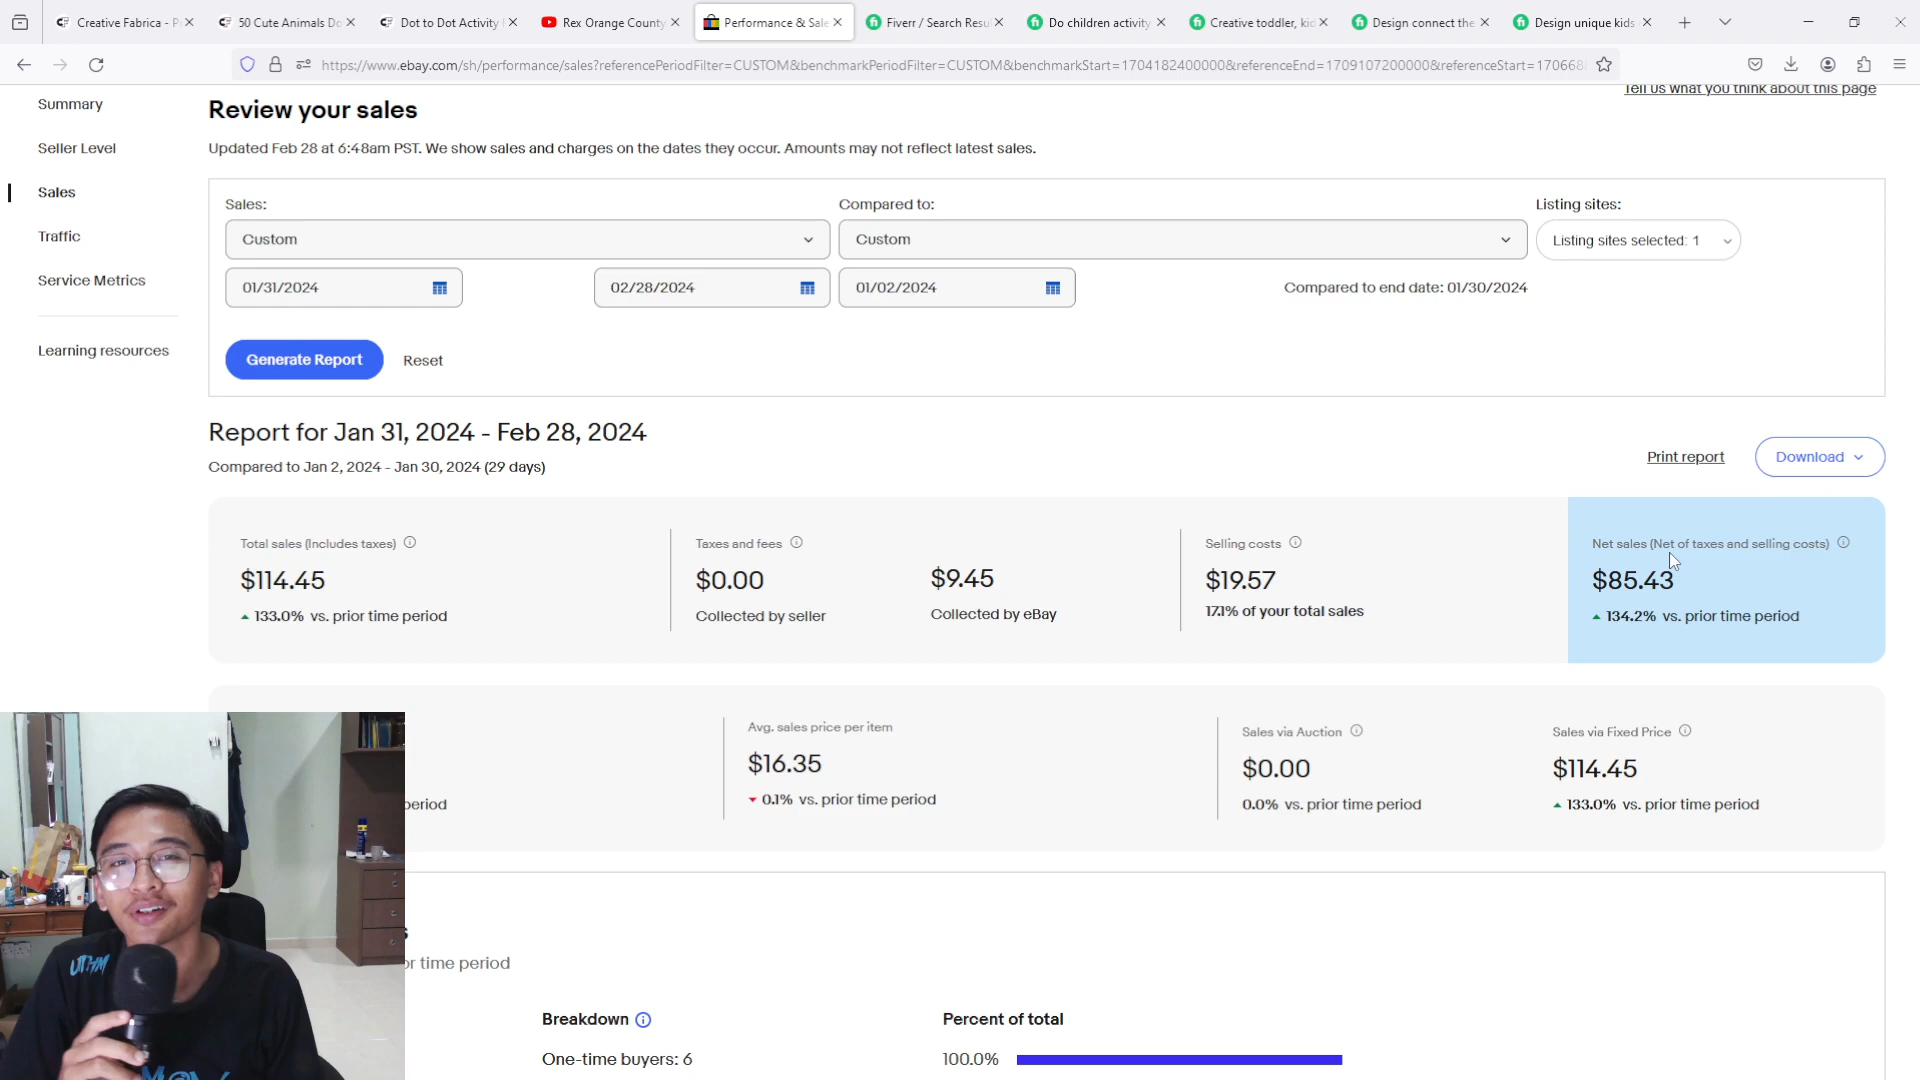 Creative Fabrica - P
50 Cute Animals Do
Dot to Dot Activity
Rex Orange County
Performance & Sale
Fiverr / Search Resu
Do children activity
Creative toddler, kid
Design connect the
Design unique kids
https://www.ebay.com/sh/performance/sales?referencePeriodFilter=CUSTOM&benchmarkPeriodFilter=CUSTOM&benchmarkStart=1704182400000&referenceEnd=1709107200000&referenceStart=170668
Tell us what you think about this page
Summary
Seller Level
Sales
Traffic
Service Metrics
Learning resources
Review your sales
Updated Feb 28 at 6:48am PST. We show sales and charges on the dates they occur. Amounts may not reflect latest sales.
Sales:
Compared to:
Listing sites:
Custom
Custom
Listing sites selected: 1
01/31/2024
02/28/2024
01/02/2024
Compared to end date: 01/30/2024
Generate Report
Reset
Report for Jan 31, 2024 - Feb 28, 2024
Compared to Jan 2, 2024 - Jan 30, 2024 (29 days)
Print report
Download
Total sales (Includes taxes)
$114.45
133.0% vs. prior time period
Taxes and fees
$0.00
Collected by seller
$9.45
Collected by eBay
Selling costs
$19.57
17.1% of your total sales
Net sales (Net of taxes and selling costs)
$85.43
134.2% vs. prior time period
period
Avg. sales price per item
$16.35
0.1% vs. prior time period
Sales via Auction
$0.00
0.0% vs. prior time period
Sales via Fixed Price
$114.45
133.0% vs. prior time period
s
or time period
Breakdown
Percent of total
One-time buyers: 6
100.0%
UTHM